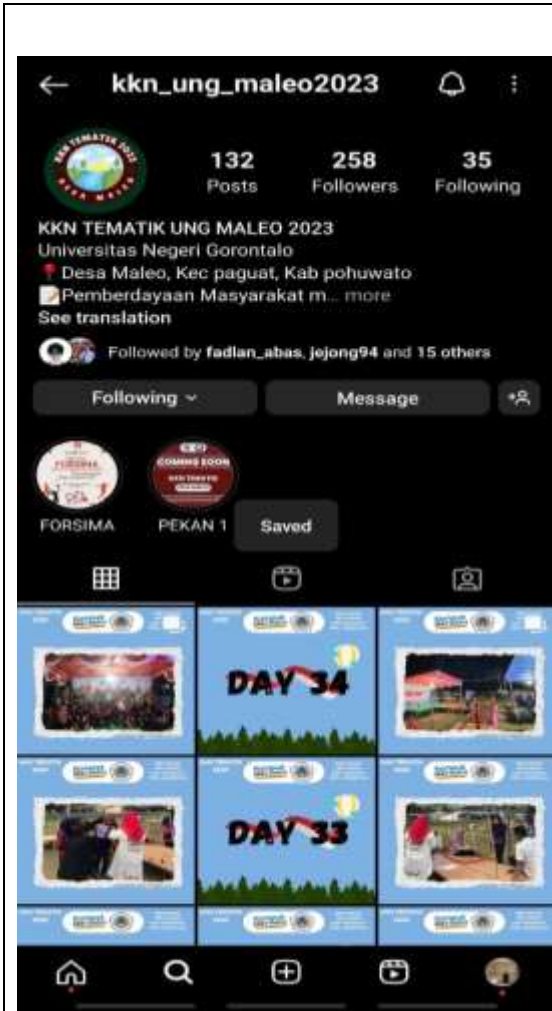 kkn_ung_maleo2023
132 258 35
Posts Followers Following
KKN TEMATIK UNG MALEO 2023
Universitas Negeri Gorontalo
Desa Maleo, Kec paguat, Kab pohuwato
Pemberdayaan Masyarakat m... more
See translation
Followed by fadlan_abas, jejong94 and 15 others
Following Message
COMING SOON
FORSIMA PEKAN 1 Saved
DAY 34
DAY 33